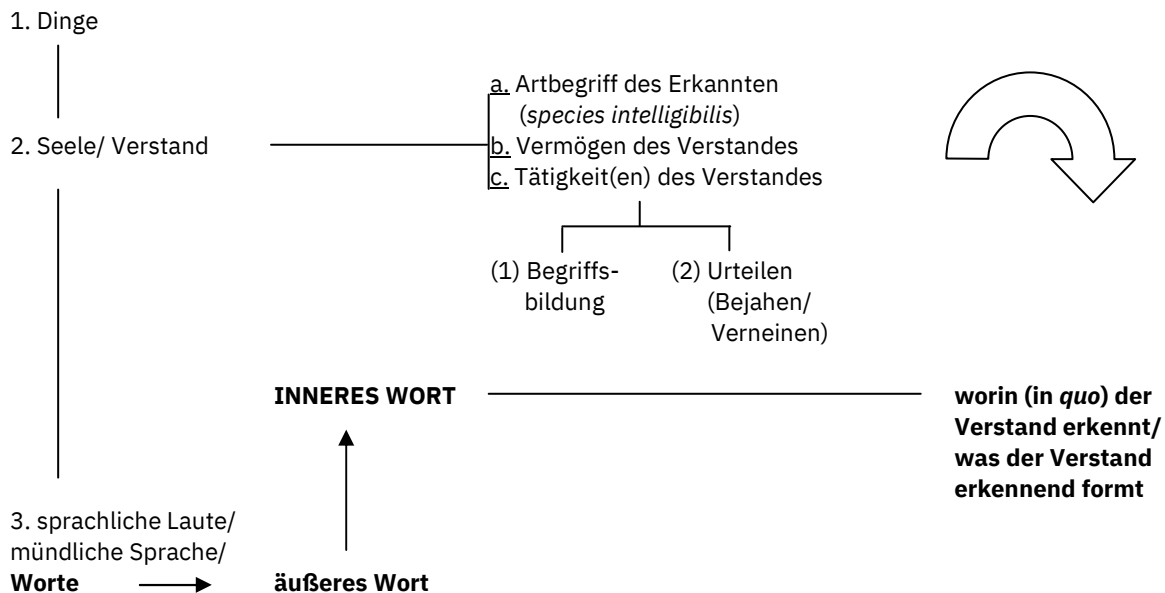 1. Dinge
a. Artbegriff des Erkannten
(species intelligibilis)
2. Seele/ Verstand
b. Vermögen des Verstandes
c. Tätigkeit(en) des Verstandes
(1) Begriffs-
bildung
(2) Urteilen
(Bejahen/
Verneinen)
INNERES WORT
worin (in quo) der
Verstand erkennt/
was der Verstand
erkennend formt
3. sprachliche Laute/
mündliche Sprache/
Worte
äußeres Wort